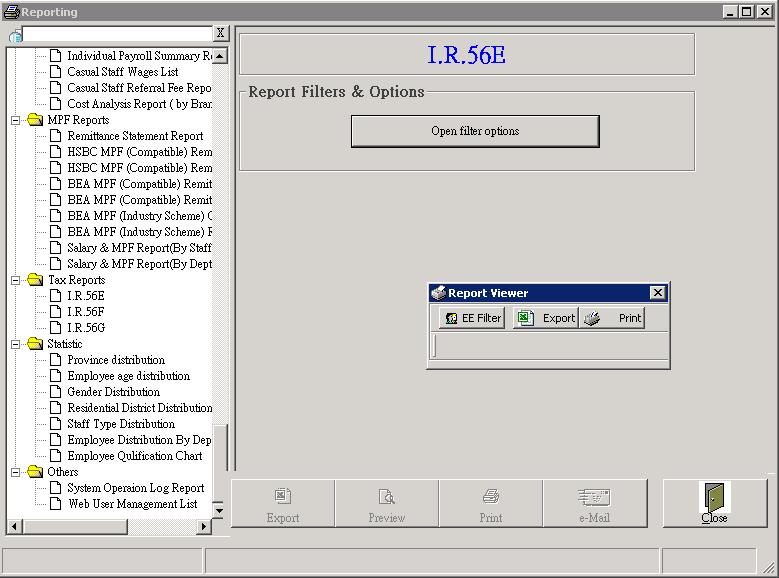 Reporting
X
Individual Payroll Summary R
Casual Staff Wages List
Casual Staff Referral Fee Repo
Cost Analysis Report ( by Bran
MPF Reports
Remittance Statement Report
HSBC MPF (Compatible) Rem
HSBC MPF (Compatible) Rem
BEA MPF (Compatible) Remit
BEA MPF (Compatible) Remit
BEA MPF (Industry Scheme) C
BEA MPF (Industry Scheme) R
Salary & MPF Report(By Staff
Salary & MPF Report(By Dept
Tax Reports
I.R.56E
I.R.56F
I.R.56G
Statistic
Province distribution
Employee age distribution
Gender Distribution
Residential District Distribution
Staff Type Distribution
Employee Distribution By Dep
Employee Qulification Chart
Others
System Operaion Log Report
Web User Management List
I.R.56E
Report Filters & Options
Open filter options
Report Viewer
EE Filter Export Print
Export Preview Print e-Mail Close